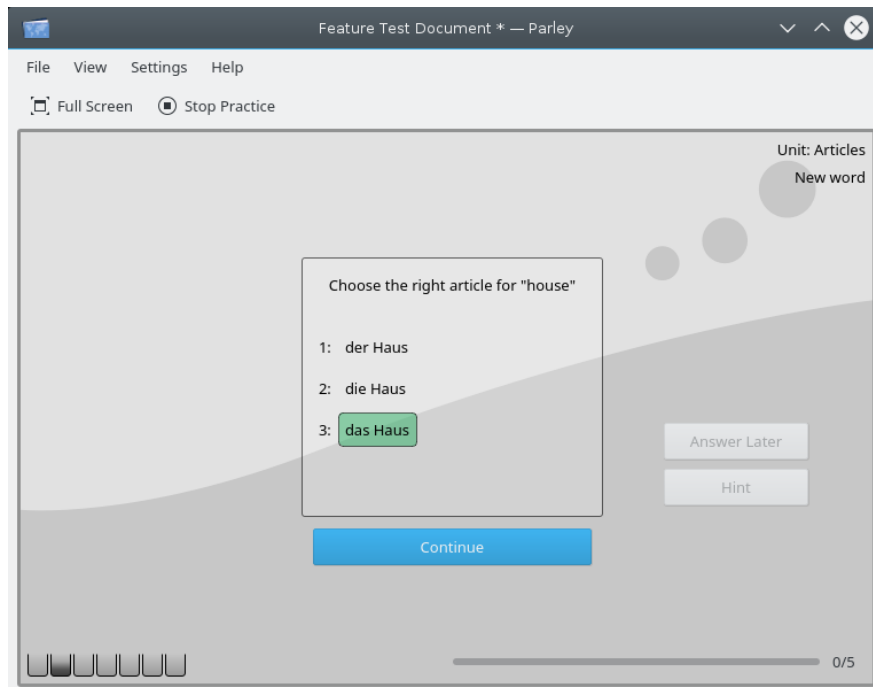 Feature Test Document * — Parley
File View Settings Help
Full Screen Stop Practice
Unit: Articles
New word
Choose the right article for "house"
1: der Haus
2: die Haus
3: das Haus
Answer Later
Hint
Continue
0/5